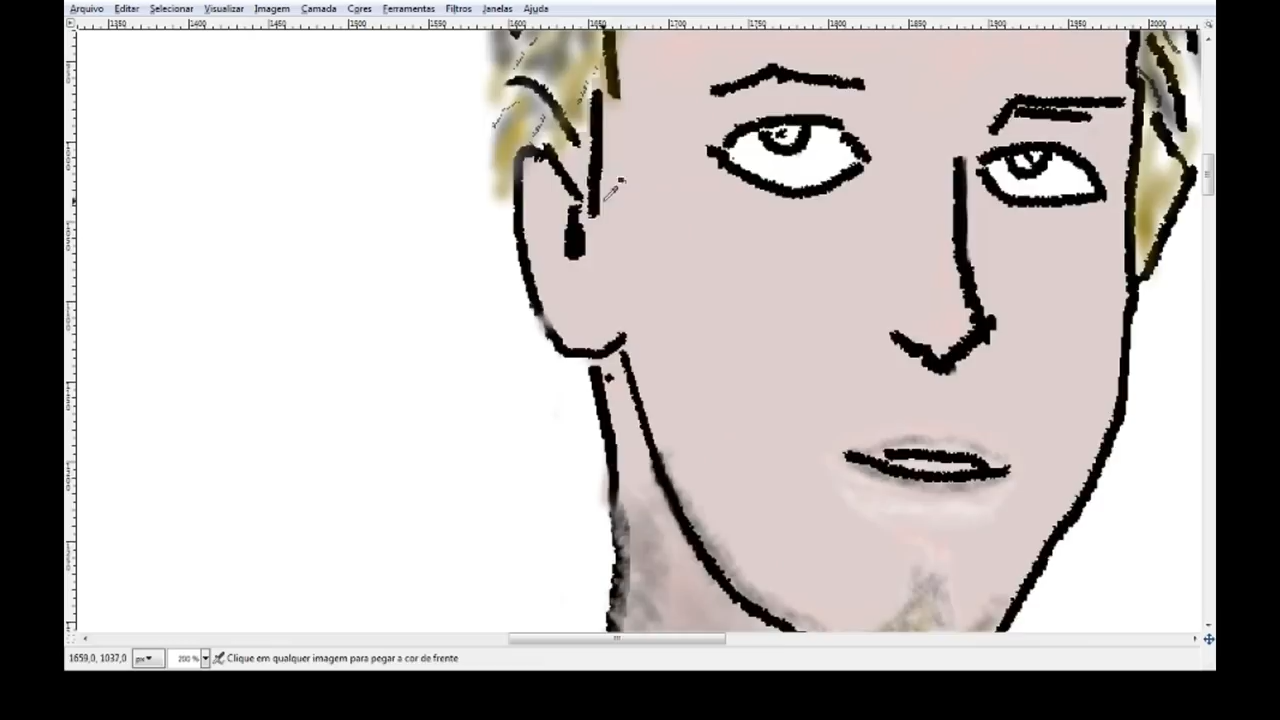 Arquivo Editar Selecionar Visualizar Imagem Camada Cores Ferramentas Filtros Janelas Ajuda
1350 1400 1450 1500 1550 1600 1650 1700 1750 1800 1850 1900 1950 2000
1659,0, 1037,0 px 200 % Clique em qualquer imagem para pegar a cor de frente